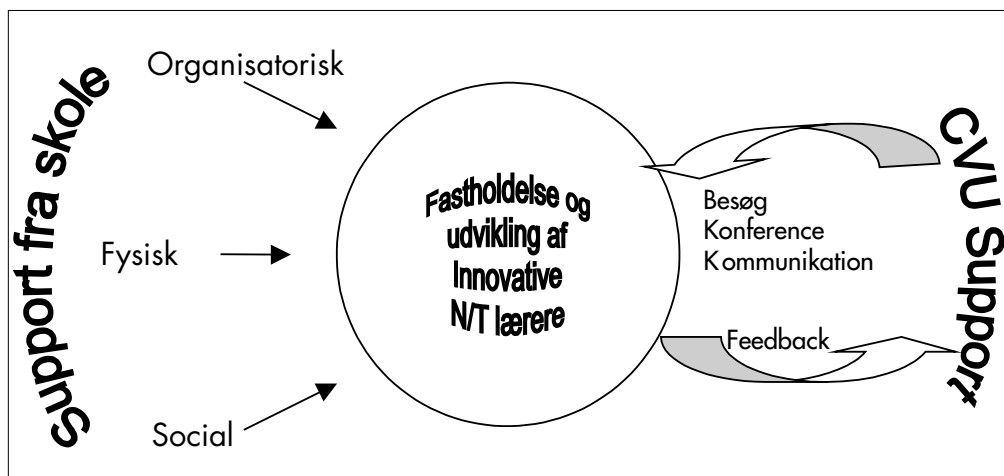 Support fra skole
Organisatorisk
Fysisk
Social
Fastholdelse og
udvikling af
Innovative
N/T lærere
Besøg
Konference
Kommunikation
Feedback
CVU Support